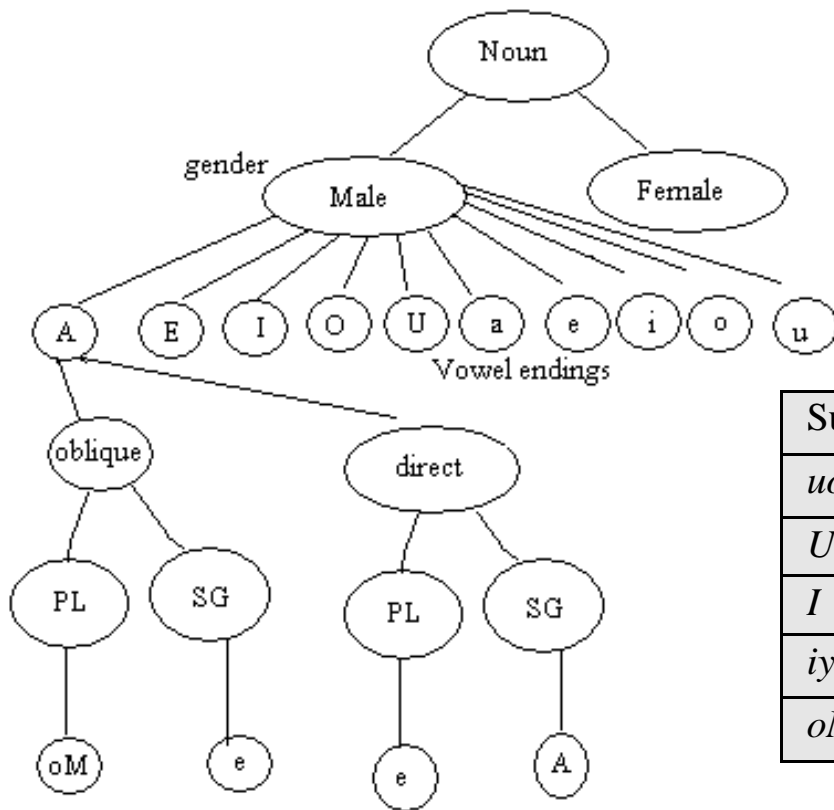 Noun
gender
Male
Female
A E I O U a e i o u
Vowel endings
oblique
direct
PL
SG
PL
SG
oM
e
e
A
U
I